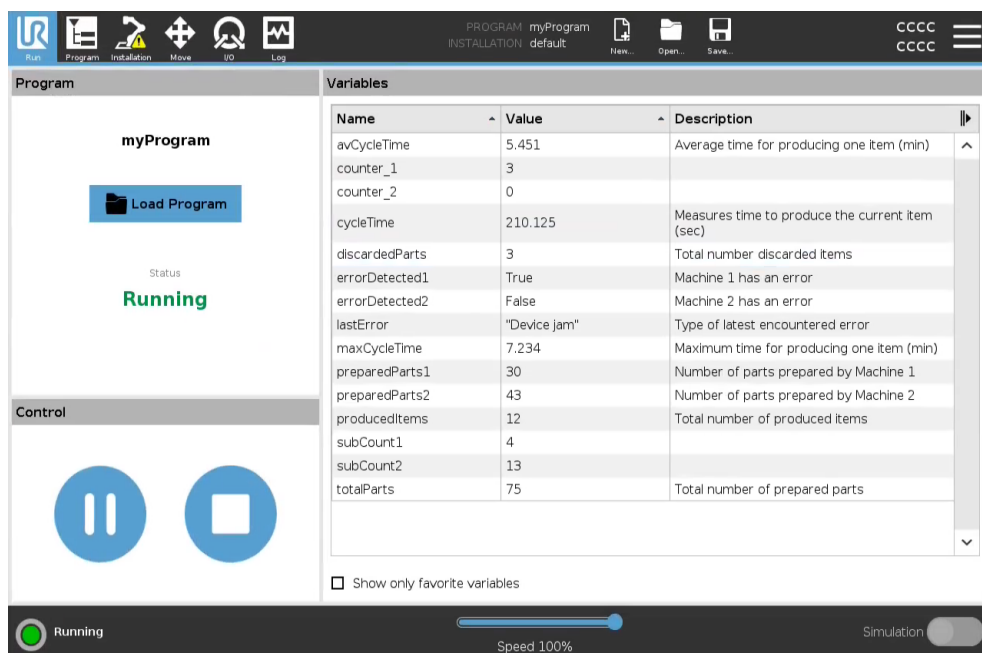 UR
PROGRAM myProgram
INSTALLATION default
CCCC
CCCC
Run Program Installation Move I/O Log New... Open... Save...
Program
myProgram
Load Program
Status
Running
Control
Variables
Name Value Description
avCycleTime 5.451 Average time for producing one item (min)
counter_1 3
counter_2 0
cycleTime 210.125 Measures time to produce the current item
(sec)
discardedParts 3 Total number discarded items
errorDetected1 True Machine 1 has an error
errorDetected2 False Machine 2 has an error
lastError "Device jam" Type of latest encountered error
maxCycleTime 7.234 Maximum time for producing one item (min)
preparedParts1 30 Number of parts prepared by Machine 1
preparedParts2 43 Number of parts prepared by Machine 2
producedItems 12 Total number of produced items
subCount1 4
subCount2 13
totalParts 75 Total number of prepared parts
Show only favorite variables
Running
Speed 100%
Simulation